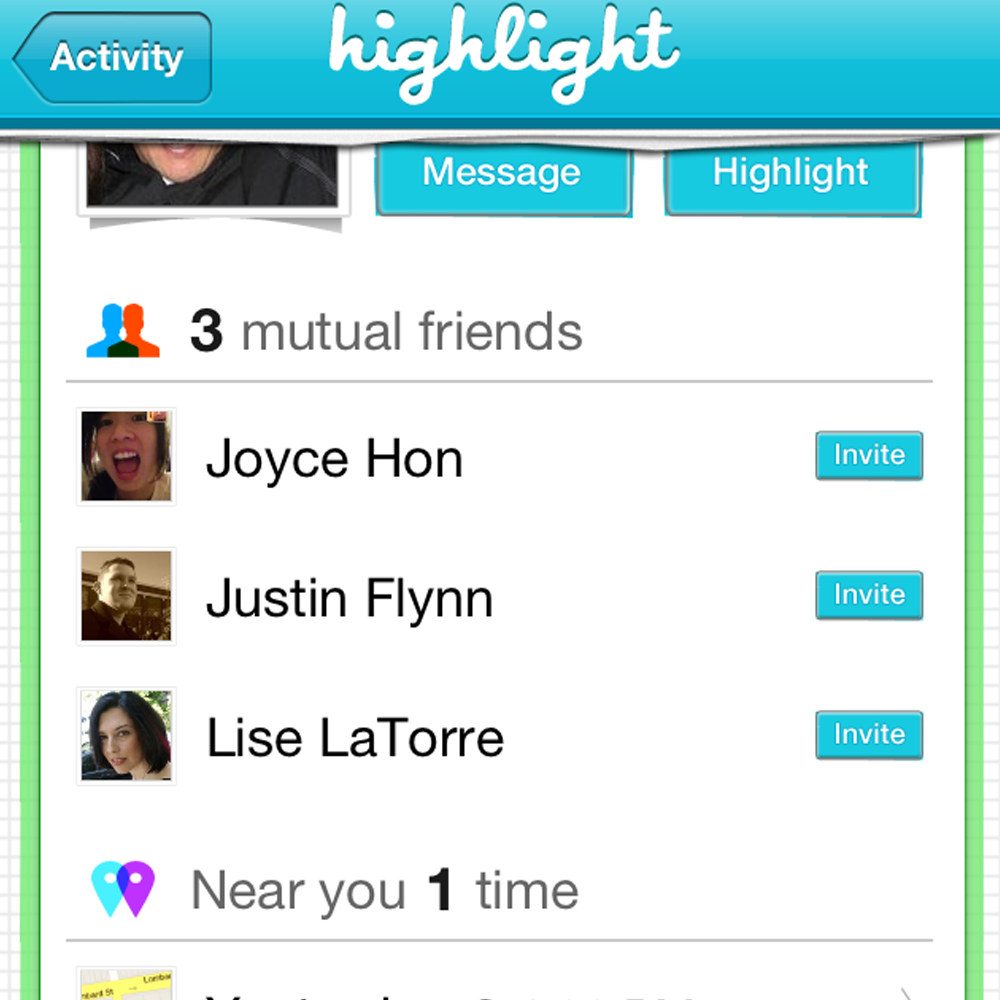 Activity
highlight
Message
Highlight
3 mutual friends
Joyce Hon
Invite
Justin Flynn
Invite
Lise LaTorre
Invite
Near you 1 time